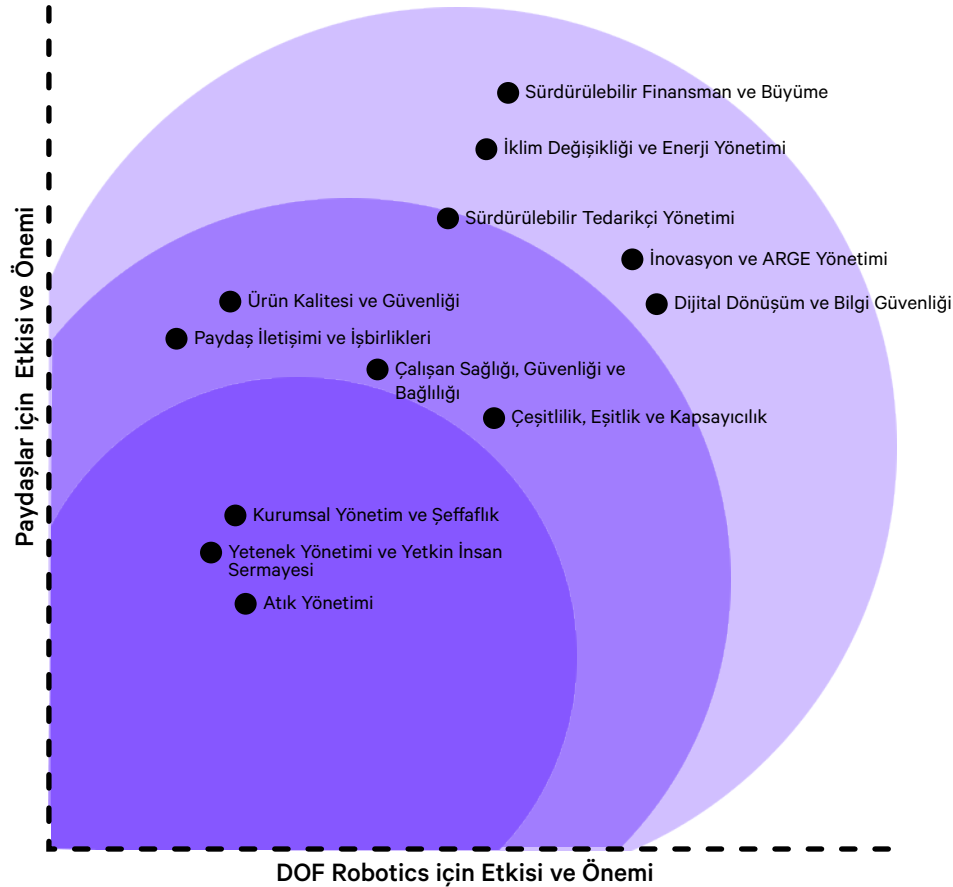 Paydaşlar için Etkisi ve Önemi
Sürdürülebilir Finansman ve Büyüme
İklim Değişikliği ve Enerji Yönetimi
Sürdürülebilir Tedarikçi Yönetimi
İnovasyon ve ARGE Yönetimi
Ürün Kalitesi ve Güvenliği
Dijital Dönüşüm ve Bilgi Güvenliği
Paydaş İletişimi ve İşbirlikleri
Çalışan Sağlığı, Güvenliği ve
Bağlılığı
Çeşitlilik, Eşitlik ve Kapsayıcılık
Kurumsal Yönetim ve Şeffaflık
Yetenek Yönetimi ve Yetkin İnsan
Sermayesi
Atık Yönetimi
DOF Robotics için Etkisi ve Önemi